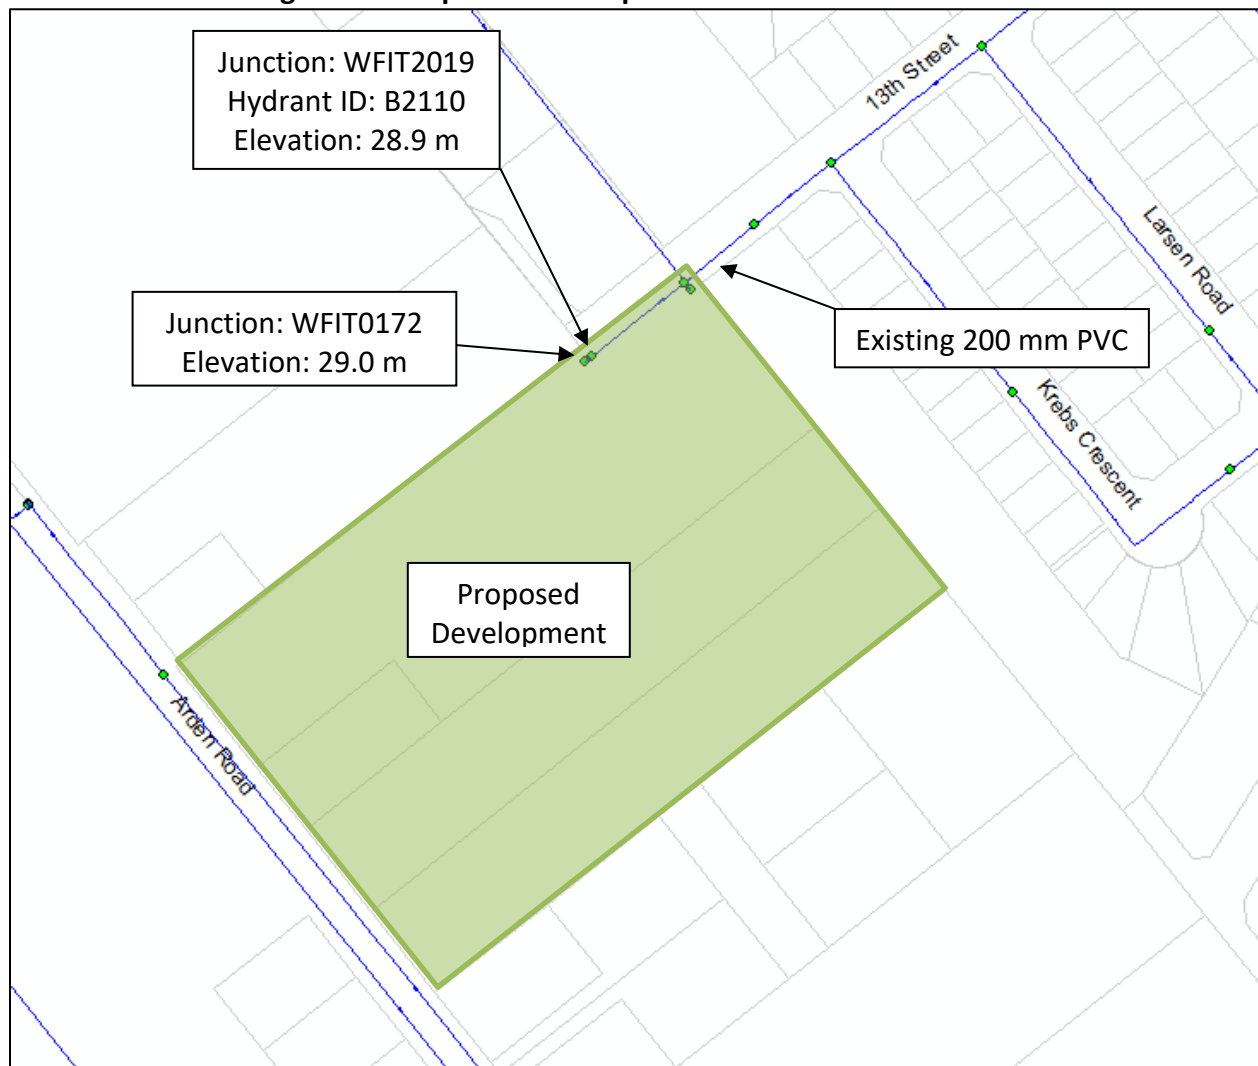 Junction: WFIT2019
Hydrant ID: B2110
Elevation: 28.9 m
13th Street
Larsen Road
Junction: WFIT0172
Elevation: 29.0 m
Existing 200 mm PVC
Krebs Crescent
Proposed
Development
Arden Road